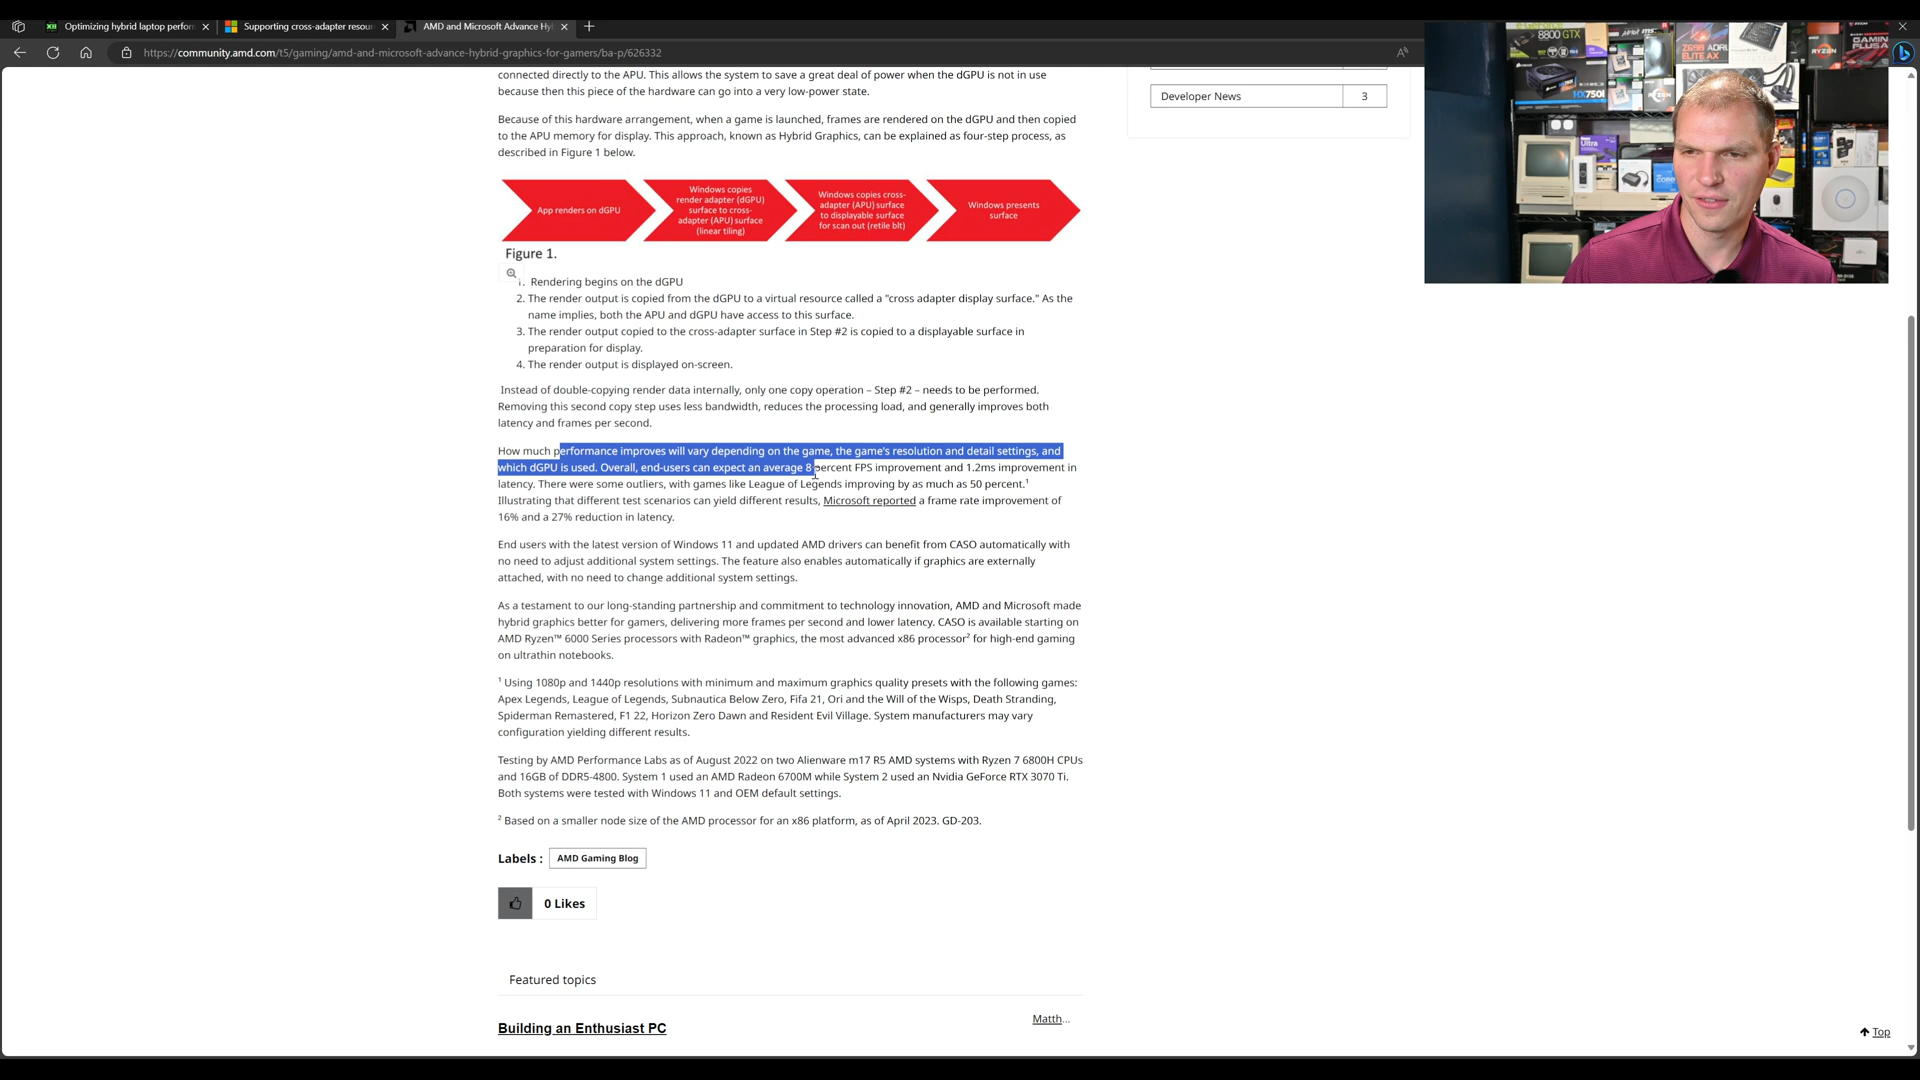 Optimizing hybrid laptop perforn
Supporting cross-adapter resour
AMD and Microsoft Advance Hy
https://community.amd.com/t5/gaming/amd-and-microsoft-advance-hybrid-graphics-for-gamers/ba-p/626332
connected directly to the APU. This allows the system to save a great deal of power when the dGPU is not in use
because then this piece of the hardware can go into a very low-power state.
Developer News 3
Because of this hardware arrangement, when a game is launched, frames are rendered on the dGPU and then copied
to the APU memory for display. This approach, known as Hybrid Graphics, can be explained as four-step process, as
described in Figure 1 below.
App renders on dGPU
Windows copies
render adapter (dGPU)
surface to cross-
adapter (APU) surface
(linear tiling)
Windows copies cross-
adapter (APU) surface
to displayable surface
for scan out (retile blt)
Windows presents
surface
Figure 1.
1. Rendering begins on the dGPU
2. The render output is copied from the dGPU to a virtual resource called a "cross adapter display surface." As the
name implies, both the APU and dGPU have access to this surface.
3. The render output copied to the cross-adapter surface in Step #2 is copied to a displayable surface in
preparation for display.
4. The render output is displayed on-screen.
Instead of double-copying render data internally, only one copy operation – Step #2 – needs to be performed.
Removing this second copy step uses less bandwidth, reduces the processing load, and generally improves both
latency and frames per second.
How much performance improves will vary depending on the game, the game's resolution and detail settings, and
which dGPU is used. Overall, end-users can expect an average 8 percent FPS improvement and 1.2ms improvement in
latency. There were some outliers, with games like League of Legends improving by as much as 50 percent.¹
Illustrating that different test scenarios can yield different results, Microsoft reported a frame rate improvement of
16% and a 27% reduction in latency.
End users with the latest version of Windows 11 and updated AMD drivers can benefit from CASO automatically with
no need to adjust additional system settings. The feature also enables automatically if graphics are externally
attached, with no need to change additional system settings.
As a testament to our long-standing partnership and commitment to technology innovation, AMD and Microsoft made
hybrid graphics better for gamers, delivering more frames per second and lower latency. CASO is available starting on
AMD Ryzen™ 6000 Series processors with Radeon™ graphics, the most advanced x86 processor² for high-end gaming
on ultrathin notebooks.
¹ Using 1080p and 1440p resolutions with minimum and maximum graphics quality presets with the following games:
Apex Legends, League of Legends, Subnautica Below Zero, Fifa 21, Ori and the Will of the Wisps, Death Stranding,
Spiderman Remastered, F1 22, Horizon Zero Dawn and Resident Evil Village. System manufacturers may vary
configuration yielding different results.
Testing by AMD Performance Labs as of August 2022 on two Alienware m17 R5 AMD systems with Ryzen 7 6800H CPUs
and 16GB of DDR5-4800. System 1 used an AMD Radeon 6700M while System 2 used an Nvidia GeForce RTX 3070 Ti.
Both systems were tested with Windows 11 and OEM default settings.
² Based on a smaller node size of the AMD processor for an x86 platform, as of April 2023. GD-203.
Labels : AMD Gaming Blog
0 Likes
Featured topics
Building an Enthusiast PC
Matth...
Top
8800 GTX
HX750i
Z690 ADRL
ELITE AX
RYZEN
GAMING
PLUS
Ultra